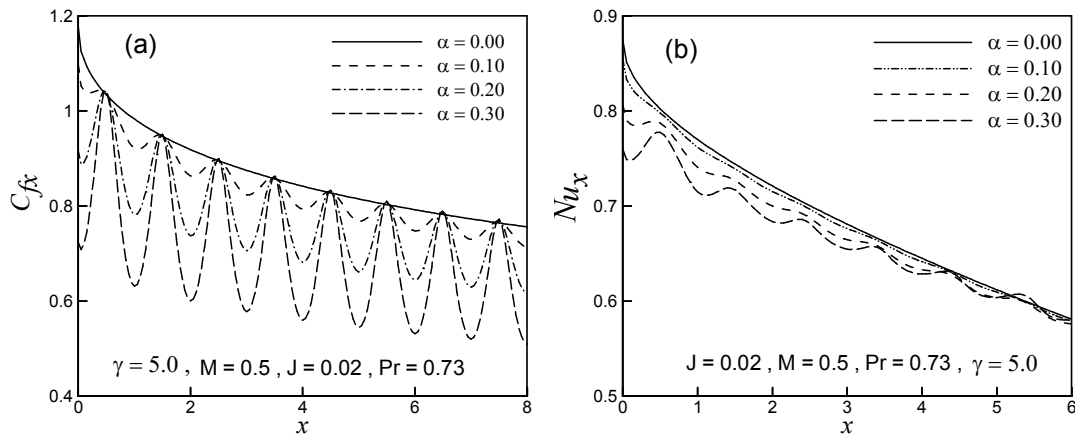 (a)
α = 0.00
α = 0.10
α = 0.20
α = 0.30
1.2
1
0.8
0.6
0.4
C_fx
γ = 5.0 , M = 0.5 , J = 0.02 , Pr = 0.73
0 2 4 6 8
x
(b)
α = 0.00
α = 0.10
α = 0.20
α = 0.30
0.9
0.8
0.7
0.6
0.5
Nu_x
J = 0.02 , M = 0.5 , Pr = 0.73 , γ = 5.0
0 1 2 3 4 5 6
x